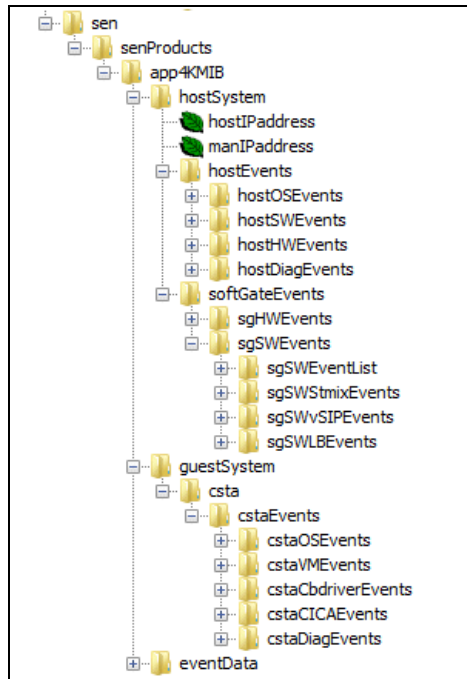 sen
senProducts
app4KMIB
hostSystem
hostIPaddress
manIPaddress
hostEvents
hostOSEvents
hostSWEvents
hostHWEvents
hostDiagEvents
softGateEvents
sgHWEvents
sgSWEvents
sgSWEventList
sgSWStmixEvents
sgSWvSIPEvents
sgSWLBEvents
guestSystem
csta
cstaEvents
cstaOSEvents
cstaVMEvents
cstaCbdriverEvents
cstaCICAEvents
cstaDiagEvents
eventData